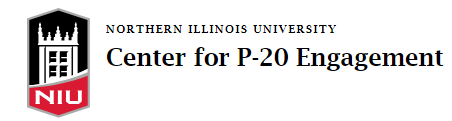 NORTHERN ILLINOIS UNIVERSITY
Center for P-20 Engagement
NIU